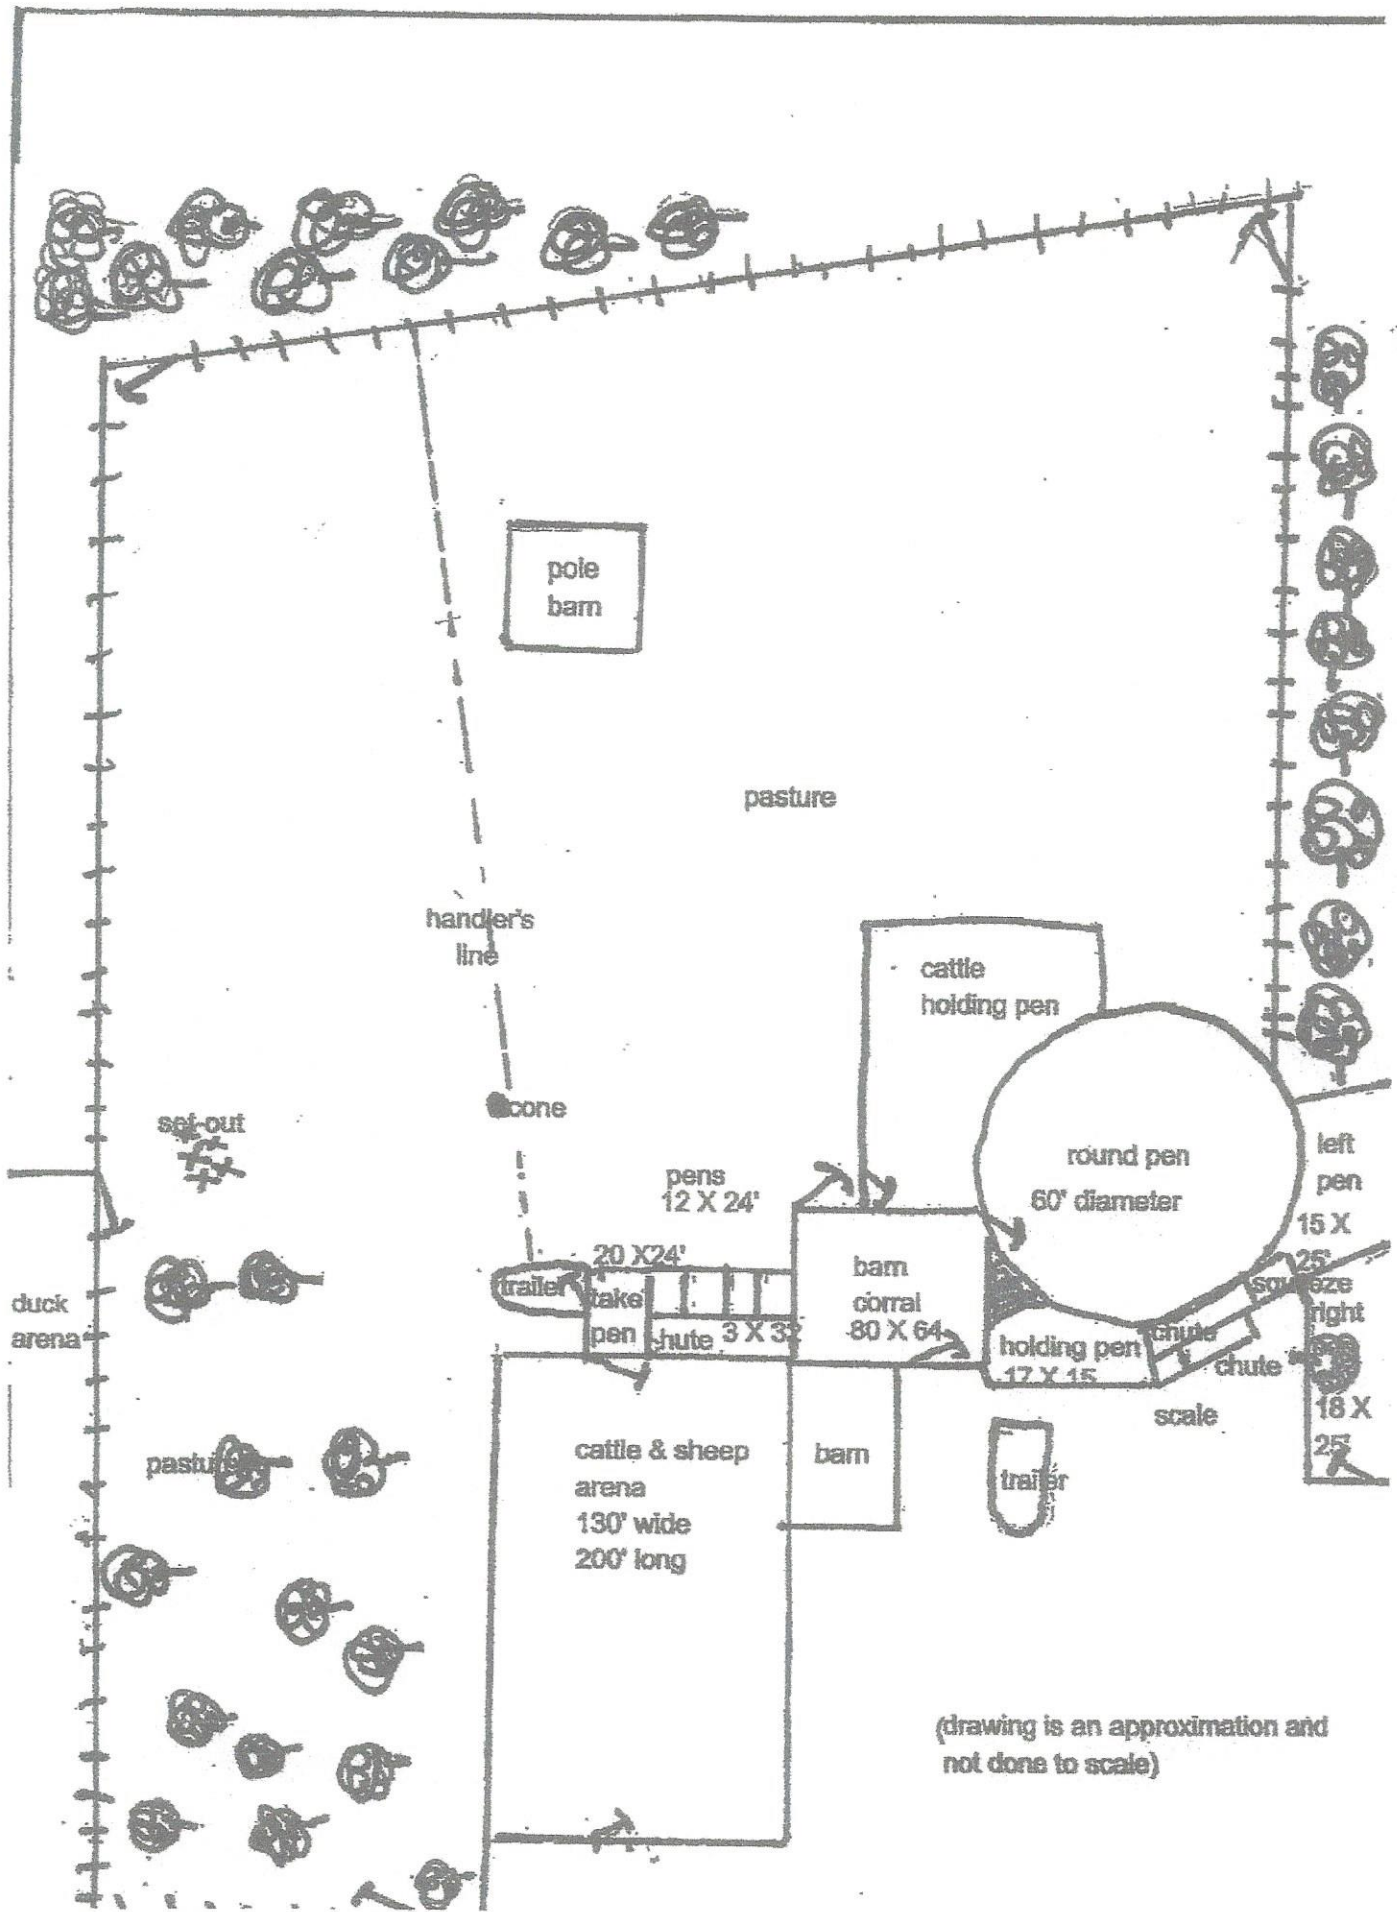 pole
barn
pasture
handler's
line
cattle
holding pen
cone
set-out
pens
12 X 24'
round pen
60' diameter
left
pen
15 X
25'
20 X24'
trailer
take
pen
chute
3 X 32
barn
corral
80 X 64
squeeze
right
18 X
25'
holding pen
17 X 15
chute
chute
scale
duck
arena
pasture
cattle & sheep
arena
130' wide
200' long
barn
trailer
(drawing is an approximation and
not done to scale)